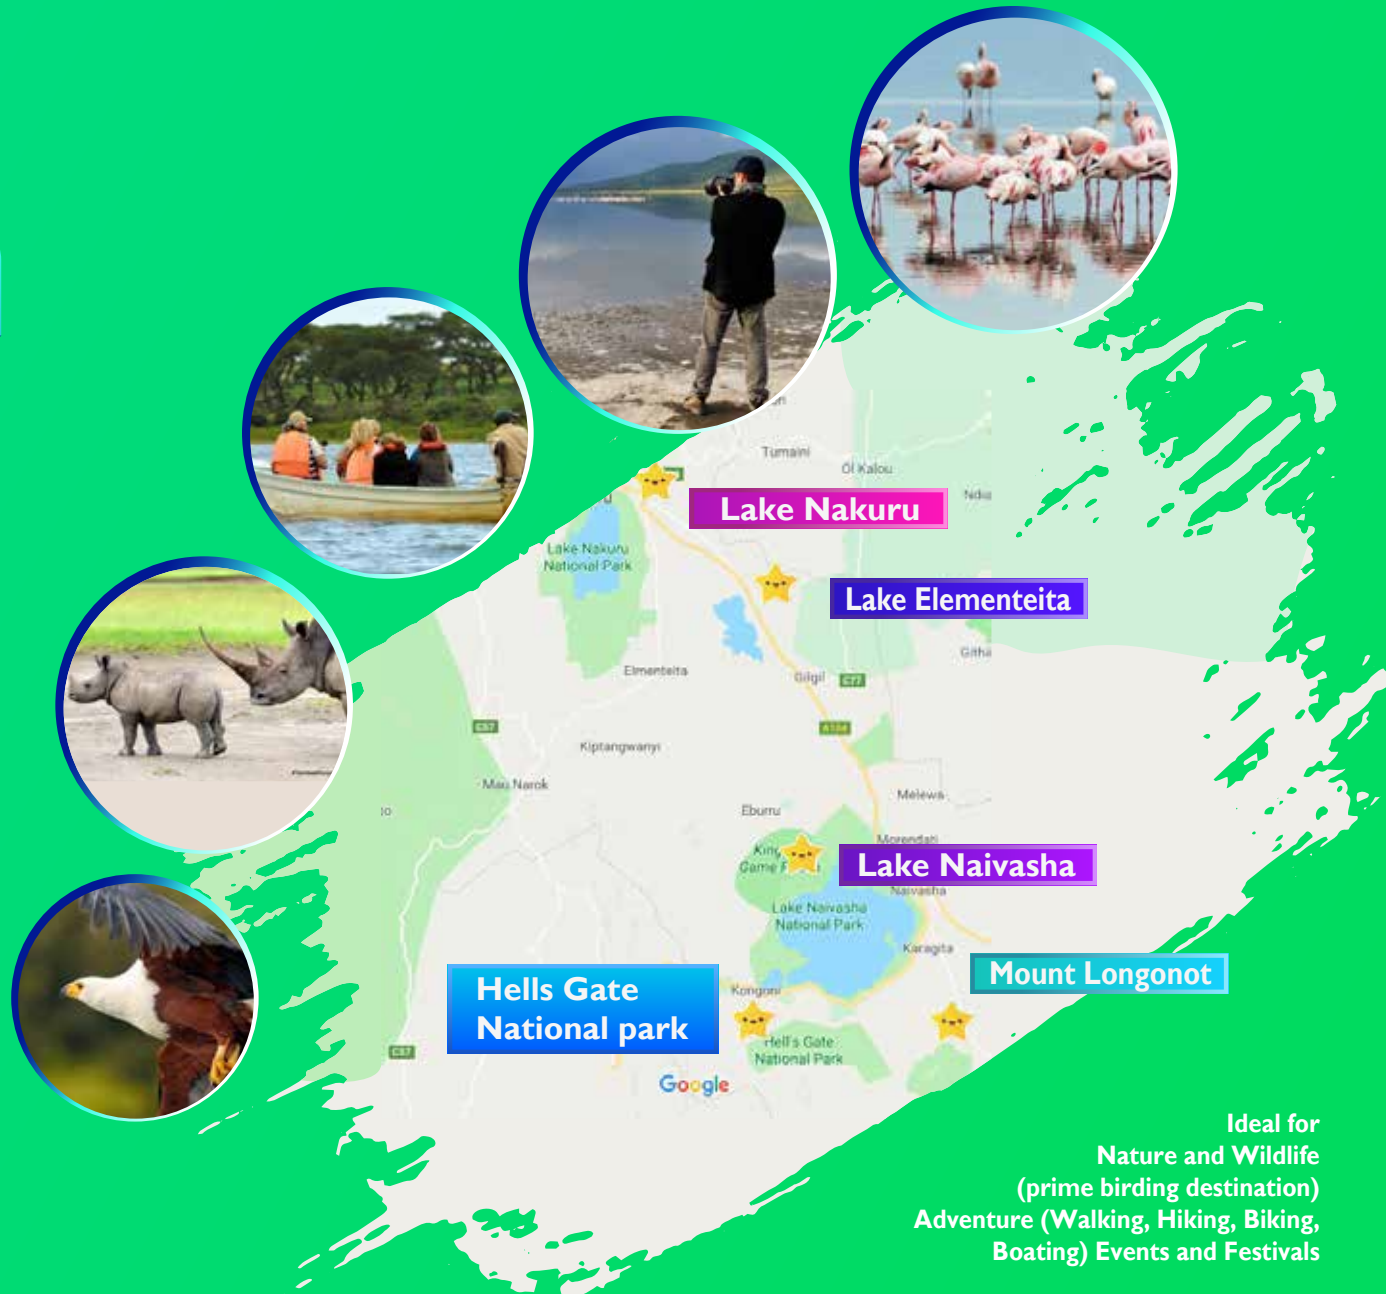 Tumaini
Ol Kalou
Lake Nakuru
Lake Nakuru
National Park
Lake Elementeita
Elmenteita
Gilgil
C77
C57
A104
Kiptangwanyi
Mau Narok
Melewa
Eburru
Morendati
Lake Naivasha
Game
Naivasha
Lake Naivasha
National Park
Karagita
Mount Longonot
Hells Gate
National park
Kongoni
Hell's Gate
National Park
C57
Google
Ideal for
Nature and Wildlife
(prime birding destination)
Adventure (Walking, Hiking, Biking,
Boating) Events and Festivals